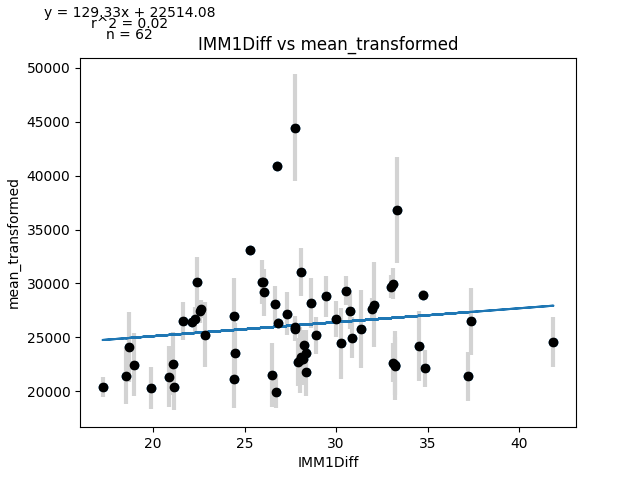 y = 129.33x + 22514.08
r^2 = 0.02
n = 62
IMM1Diff vs mean_transformed
50000
45000
40000
35000
30000
25000
20000
mean_transformed
20
25
30
35
40
IMM1Diff